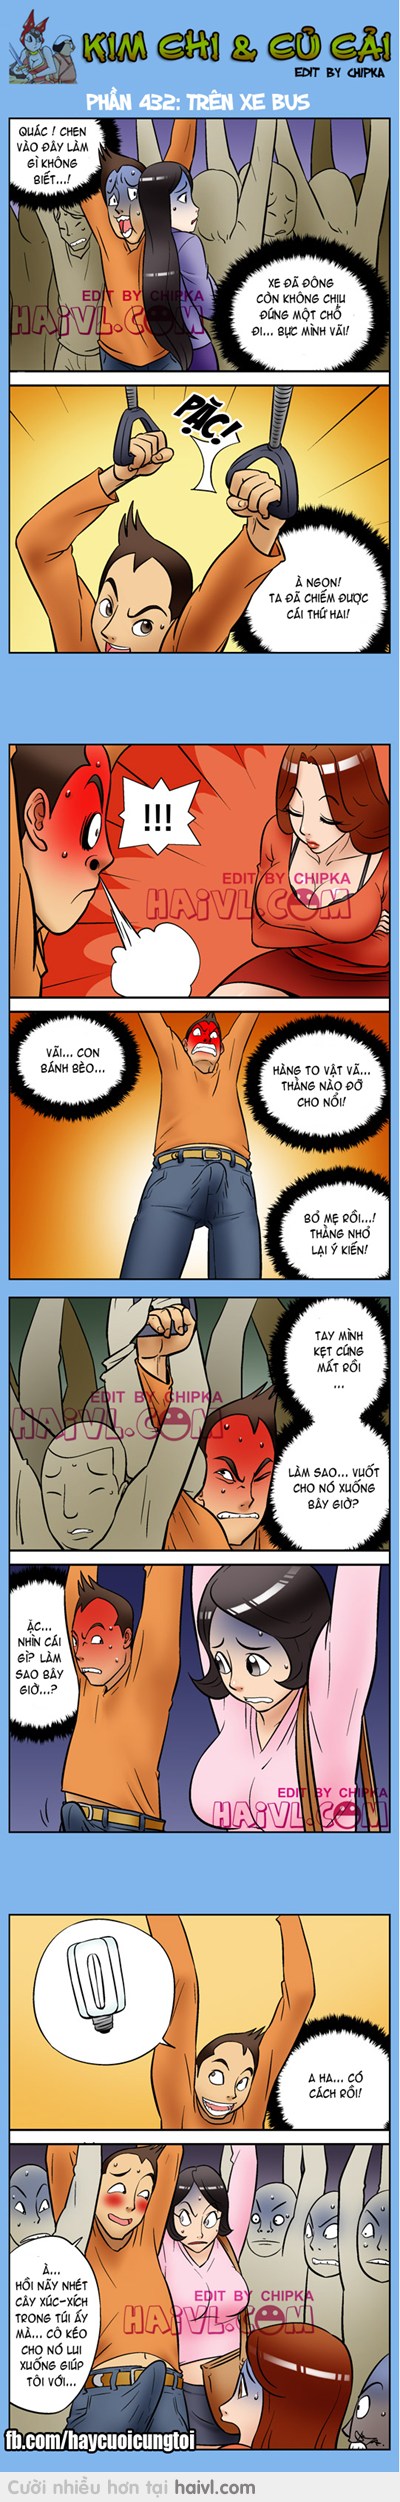 KIM CHI & CỦ CẢI
EDIT BY CHIPKA
PHẦN 432: TRÊN XE BUS
QUÁC ! CHEN
VÀO ĐÂY LÀM
GÌ KHÔNG
BIẾT...!
XE ĐÃ ĐÔNG
CÒN KHÔNG CHỊU
ĐỨNG MỘT CHỖ
ĐI... BỰC MÌNH VÃI!
EDIT BY CHIPKA
HAiVL.COM
PẶC!
À NGON!
TA ĐÃ CHIẾM ĐƯỢC
CÁI THỨ HAI!
!!!
EDIT BY CHIPKA
HAiVL.COM
VÃI... CON
BÁNH BÈO...
HÀNG TO VẬT VÃ...
THẰNG NÀO ĐỠ
CHO NỔI!
BỎ MẸ RỒI...!
THẰNG NHỎ
LẠI Ý KIẾN!
TAY MÌNH
KẸT CỨNG
MẤT RỒI
...
EDIT BY CHIPKA
HAiVL.COM
LÀM SAO... VUỐT
CHO NÓ XUỐNG
BÂY GIỜ?
ẶC...
NHÌN CÁI
GÌ? LÀM
SAO BÂY
GIỜ...?
EDIT BY CHIPKA
HAiVL.COM
A HA... CÓ
CÁCH RỒI!
À...
HỒI NÃY NHÉT
CÂY XÚC-XÍCH
TRONG TÚI ẤY
MÀ... CÔ KÉO
CHO NÓ LUI
XUỐNG GIÚP
TÔI VỚI...
EDIT BY CHIPKA
HAiVL.COM
fb.com/haycuoicungtoi
Cười nhiều hơn tại haivl.com